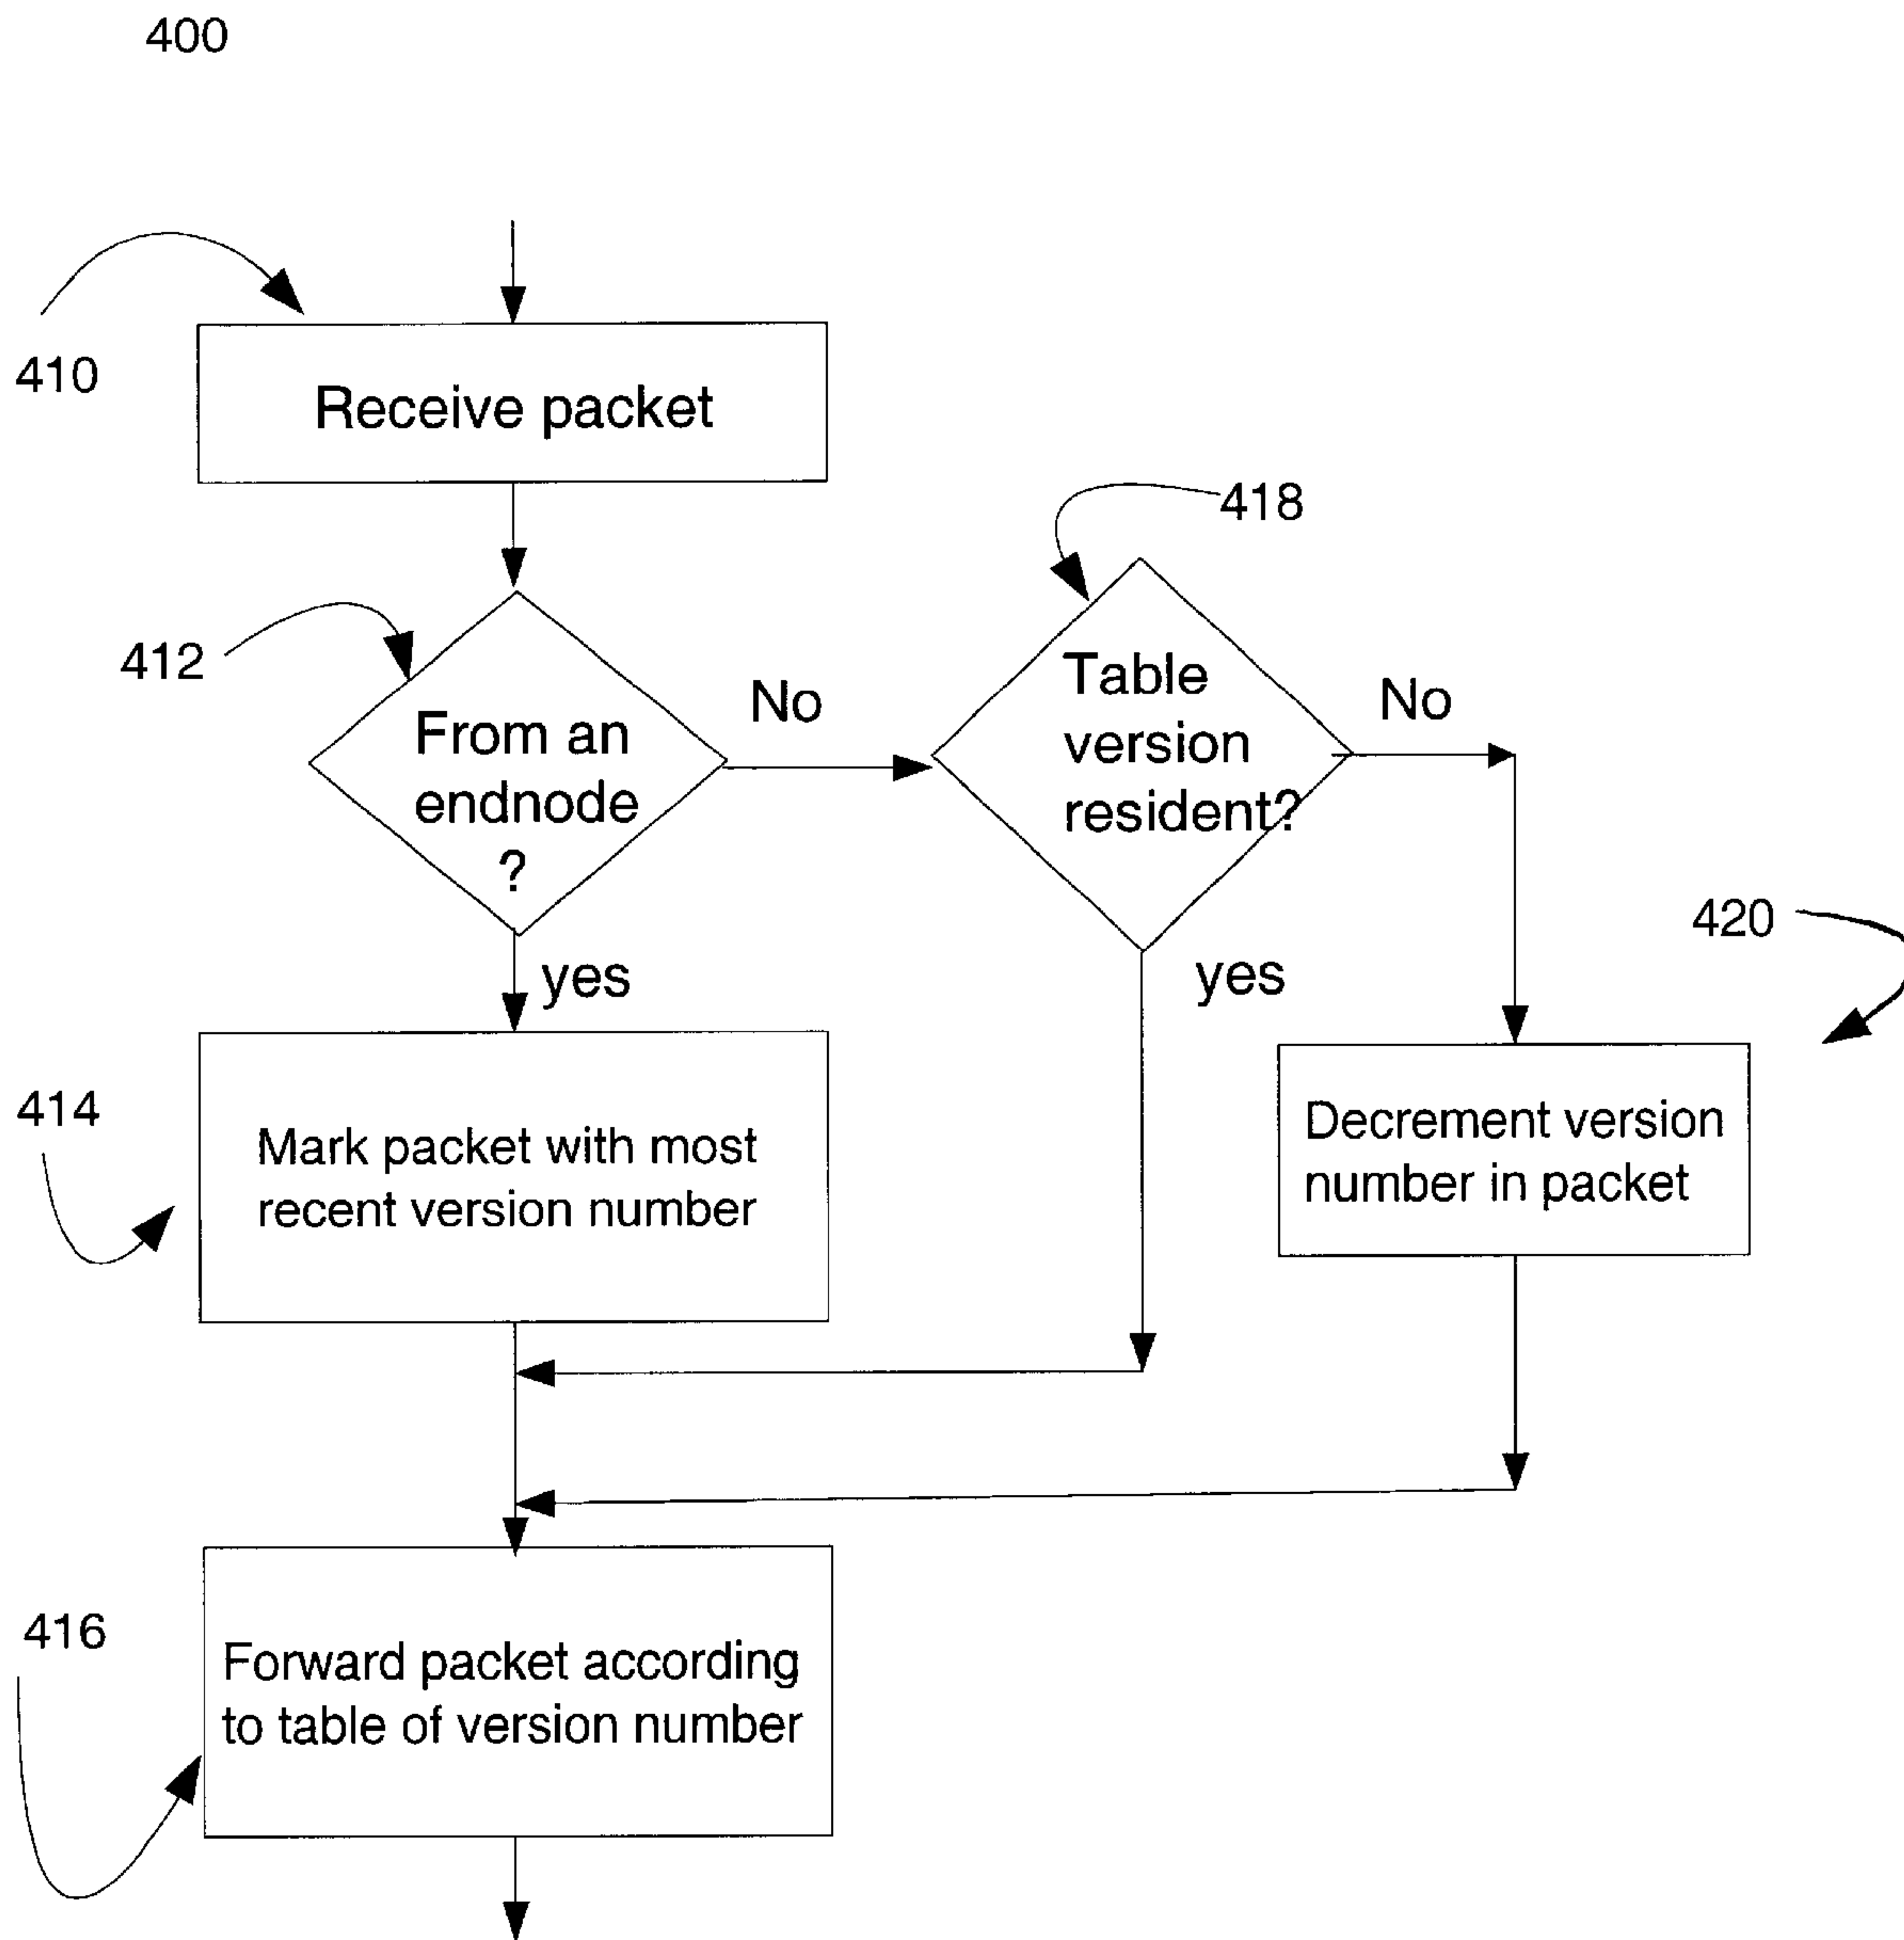 400
410
Receive packet
418
412
From an
endnode
?
No
Table
version
resident?
No
420
yes
yes
414
Mark packet with most
recent version number
Decrement version
number in packet
416
Forward packet according
to table of version number